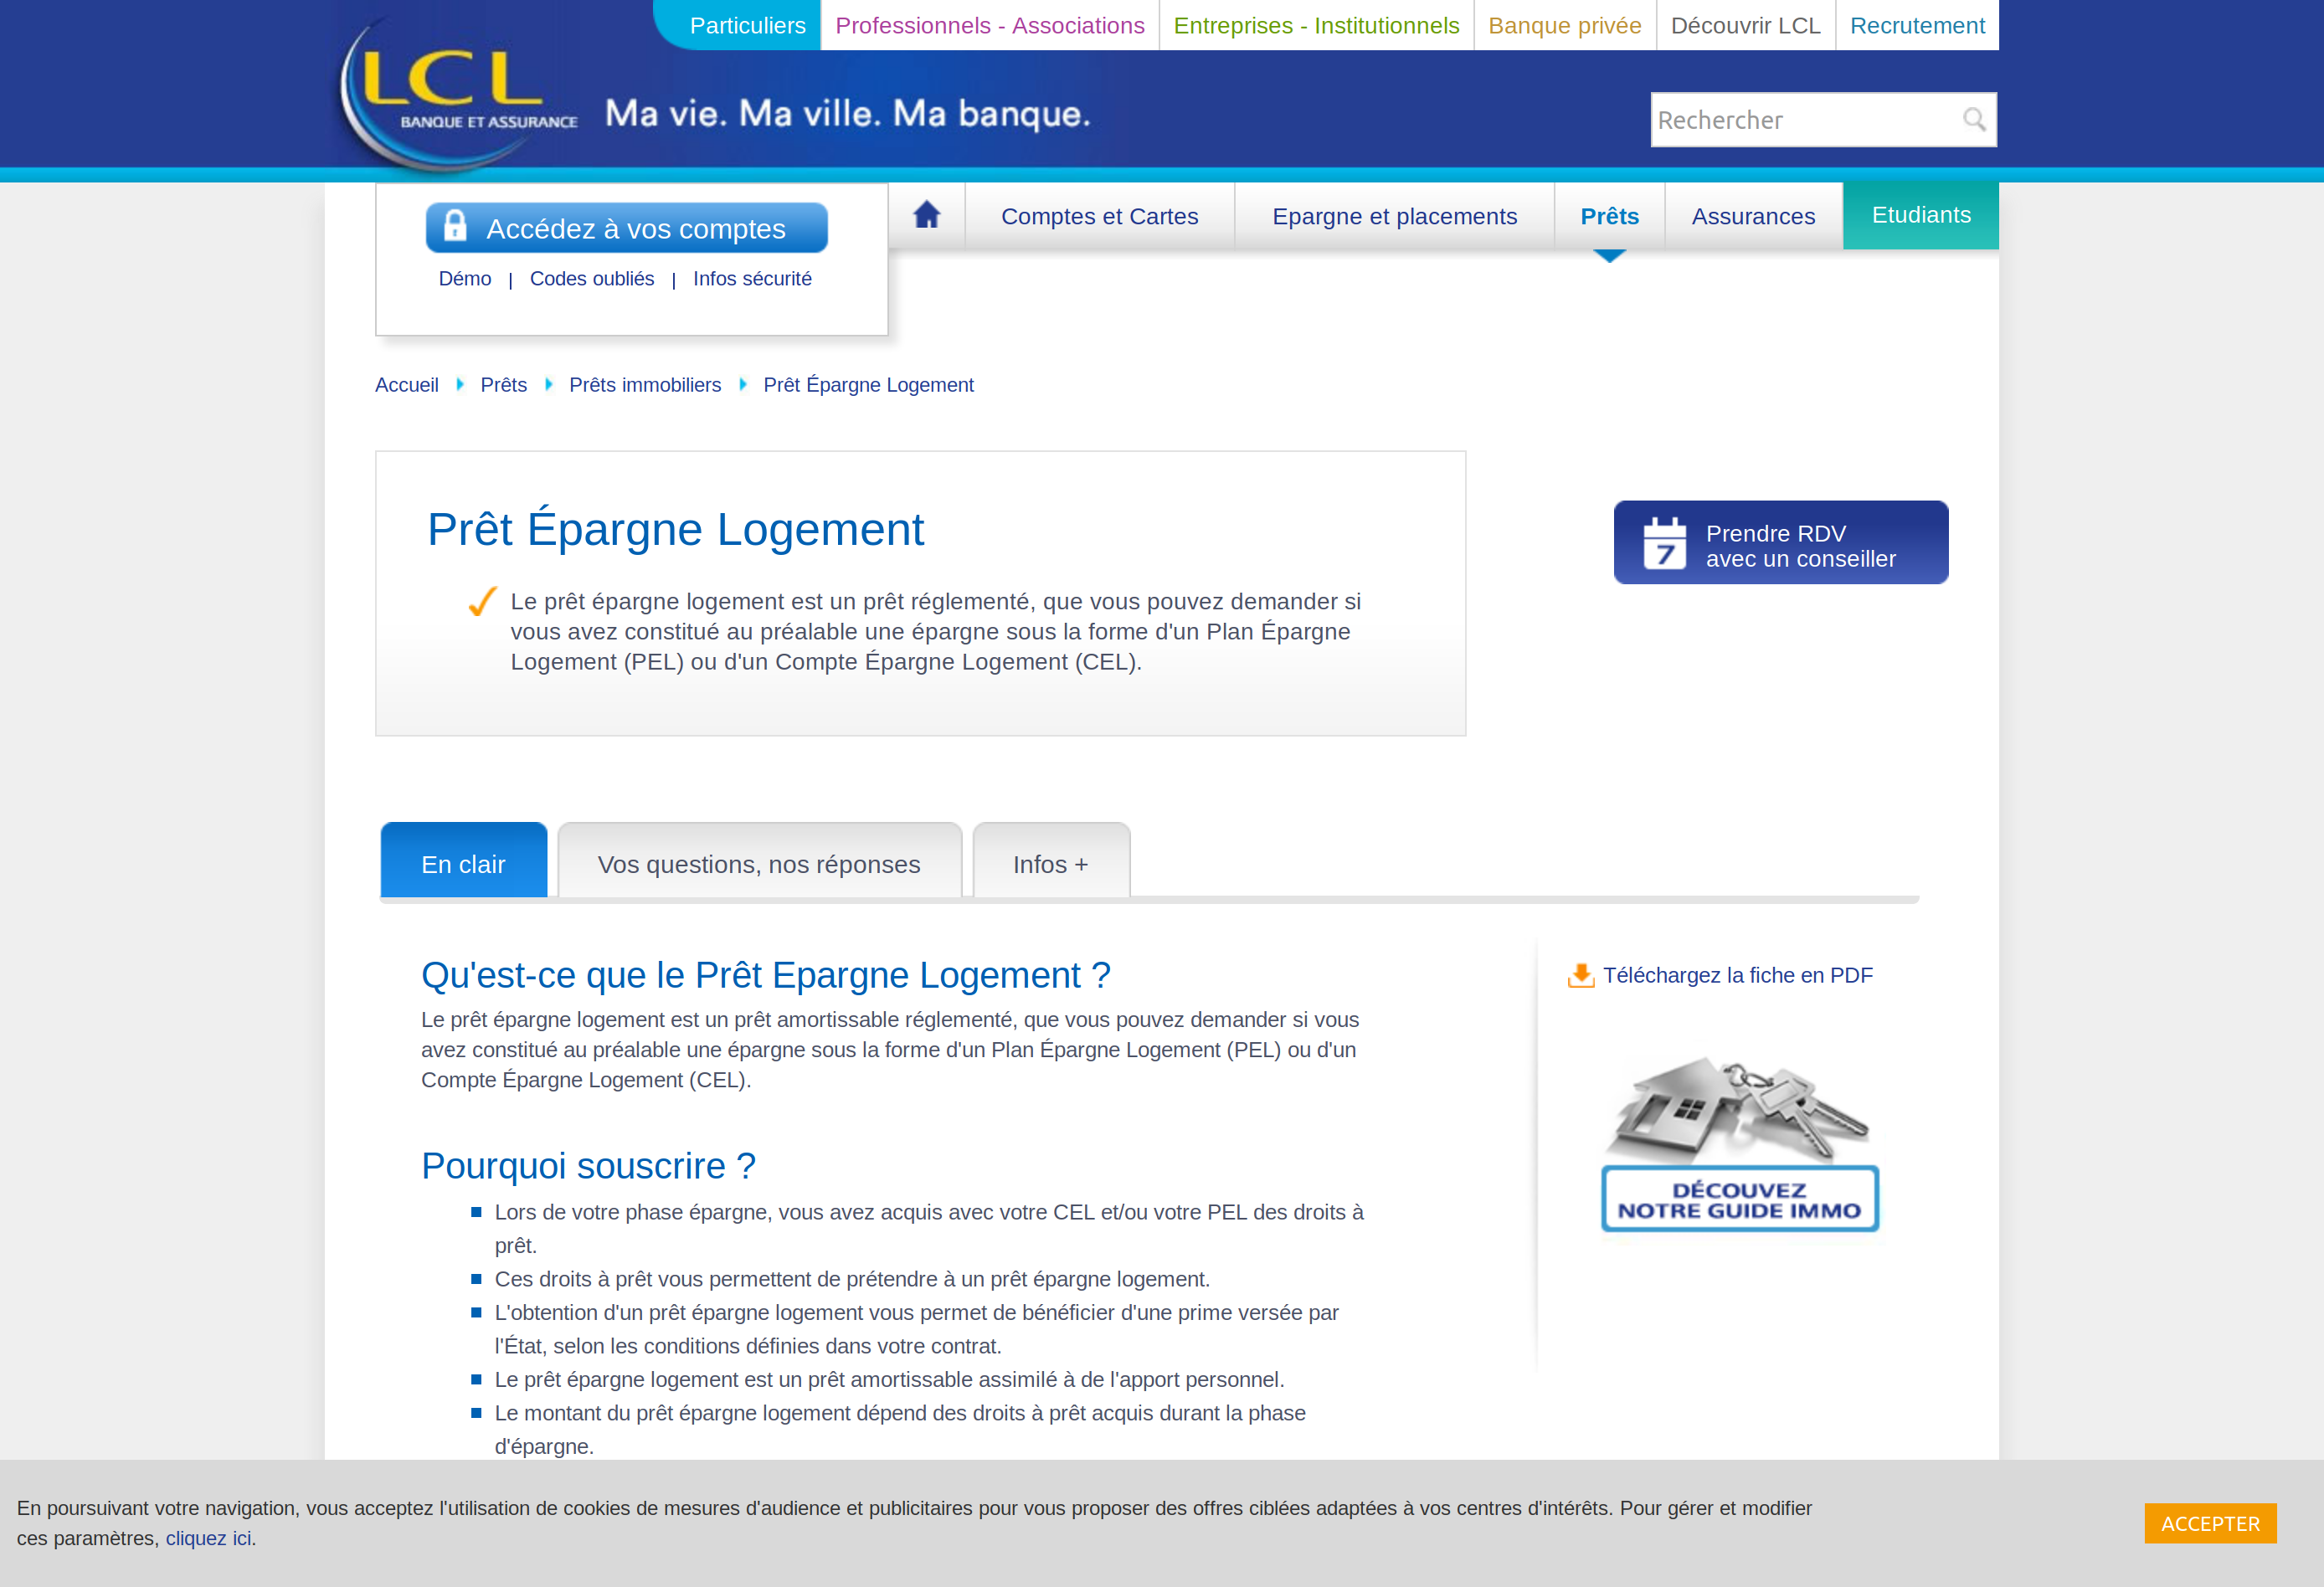 Particuliers
Professionnels - Associations
Entreprises - Institutionnels
Banque privée
Découvrir LCL
Recrutement
LCL
BANQUE ET ASSURANCE
Ma vie. Ma ville. Ma banque.
Rechercher
Accédez à vos comptes
Démo | Codes oubliés | Infos sécurité
Comptes et Cartes
Epargne et placements
Prêts
Assurances
Etudiants
Accueil Prêts Prêts immobiliers Prêt Épargne Logement
Prêt Épargne Logement
Le prêt épargne logement est un prêt réglementé, que vous pouvez demander si
vous avez constitué au préalable une épargne sous la forme d'un Plan Épargne
Logement (PEL) ou d'un Compte Épargne Logement (CEL).
7
Prendre RDV
avec un conseiller
En clair
Vos questions, nos réponses
Infos +
Qu'est-ce que le Prêt Epargne Logement ?
Le prêt épargne logement est un prêt amortissable réglementé, que vous pouvez demander si vous
avez constitué au préalable une épargne sous la forme d'un Plan Épargne Logement (PEL) ou d'un
Compte Épargne Logement (CEL).
Pourquoi souscrire ?
Lors de votre phase épargne, vous avez acquis avec votre CEL et/ou votre PEL des droits à
prêt.
Ces droits à prêt vous permettent de prétendre à un prêt épargne logement.
L'obtention d'un prêt épargne logement vous permet de bénéficier d'une prime versée par
l'État, selon les conditions définies dans votre contrat.
Le prêt épargne logement est un prêt amortissable assimilé à de l'apport personnel.
Le montant du prêt épargne logement dépend des droits à prêt acquis durant la phase
d'épargne.
Téléchargez la fiche en PDF
DÉCOUVEZ
NOTRE GUIDE IMMO
En poursuivant votre navigation, vous acceptez l'utilisation de cookies de mesures d'audience et publicitaires pour vous proposer des offres ciblées adaptées à vos centres d'intérêts. Pour gérer et modifier
ces paramètres, cliquez ici.
ACCEPTER